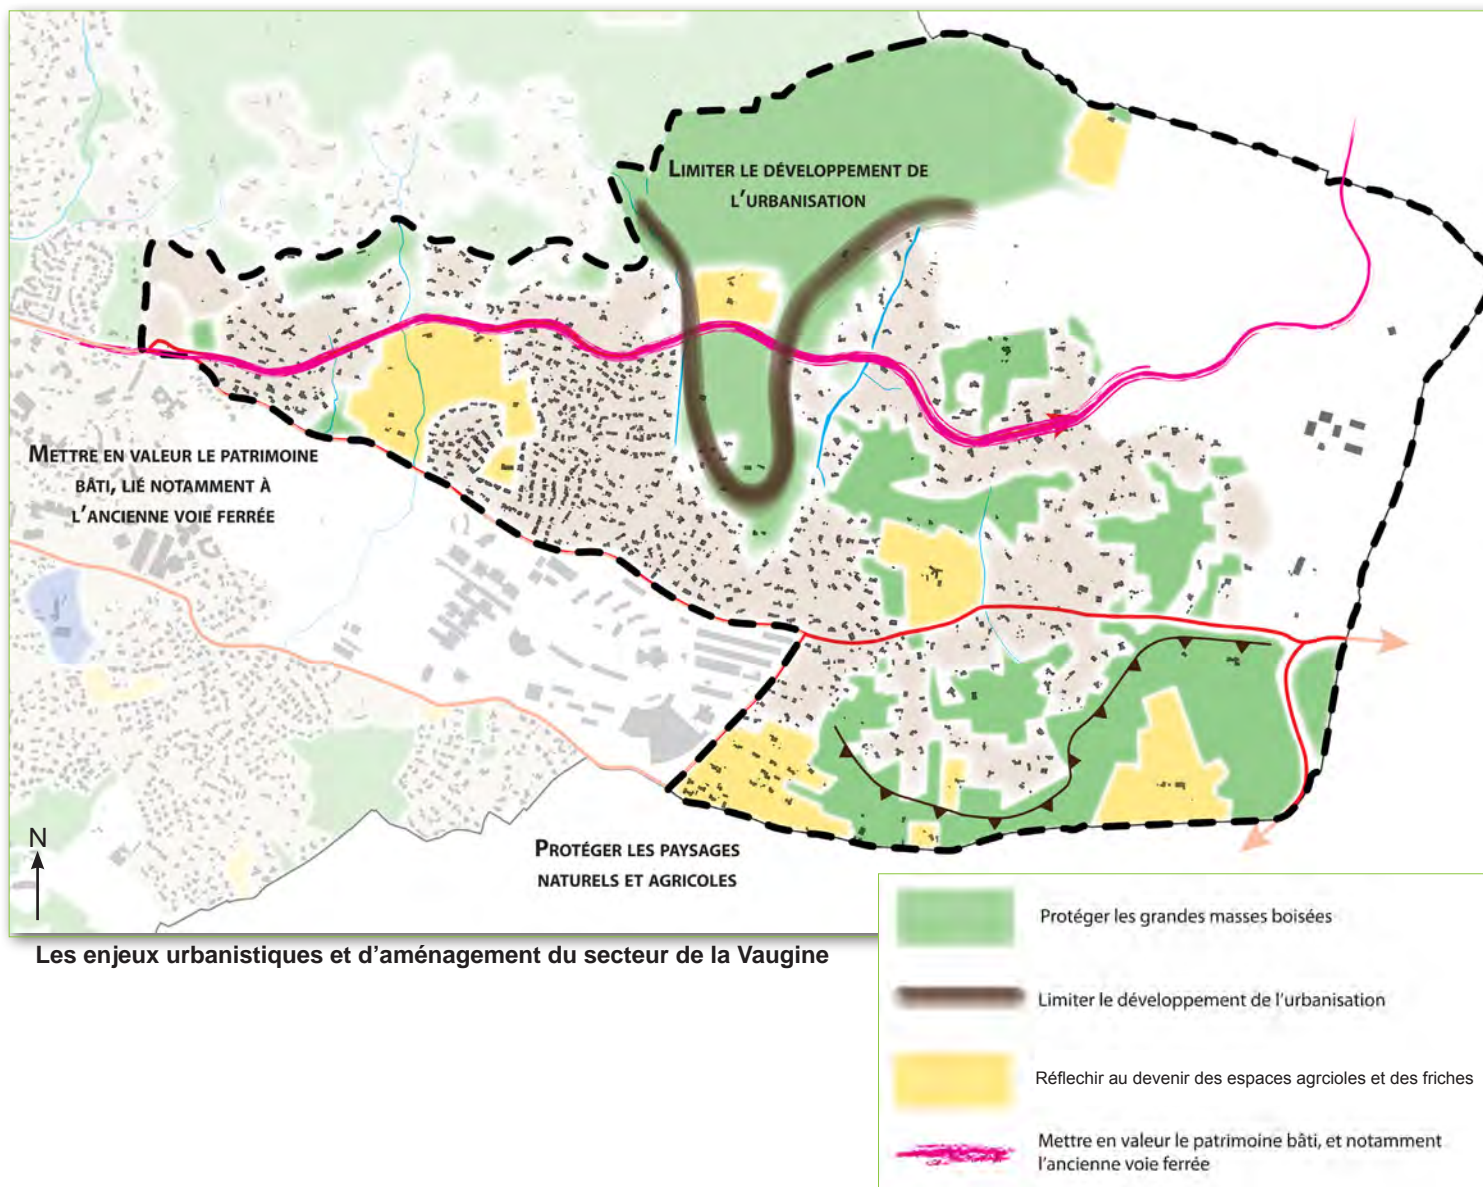 LIMITER LE DÉVELOPPEMENT DE
L'URBANISATION
METTRE EN VALEUR LE PATRIMOINE
BÂTI, LIÉ NOTAMMENT À
L'ANCIENNE VOIE FERRÉE
PROTÉGER LES PAYSAGES
NATURELS ET AGRICOLES
N
Les enjeux urbanistiques et d'aménagement du secteur de la Vaugine
Protéger les grandes masses boisées
Limiter le développement de l'urbanisation
Réflechir au devenir des espaces agrcioles et des friches
Mettre en valeur le patrimoine bâti, et notamment
l'ancienne voie ferrée